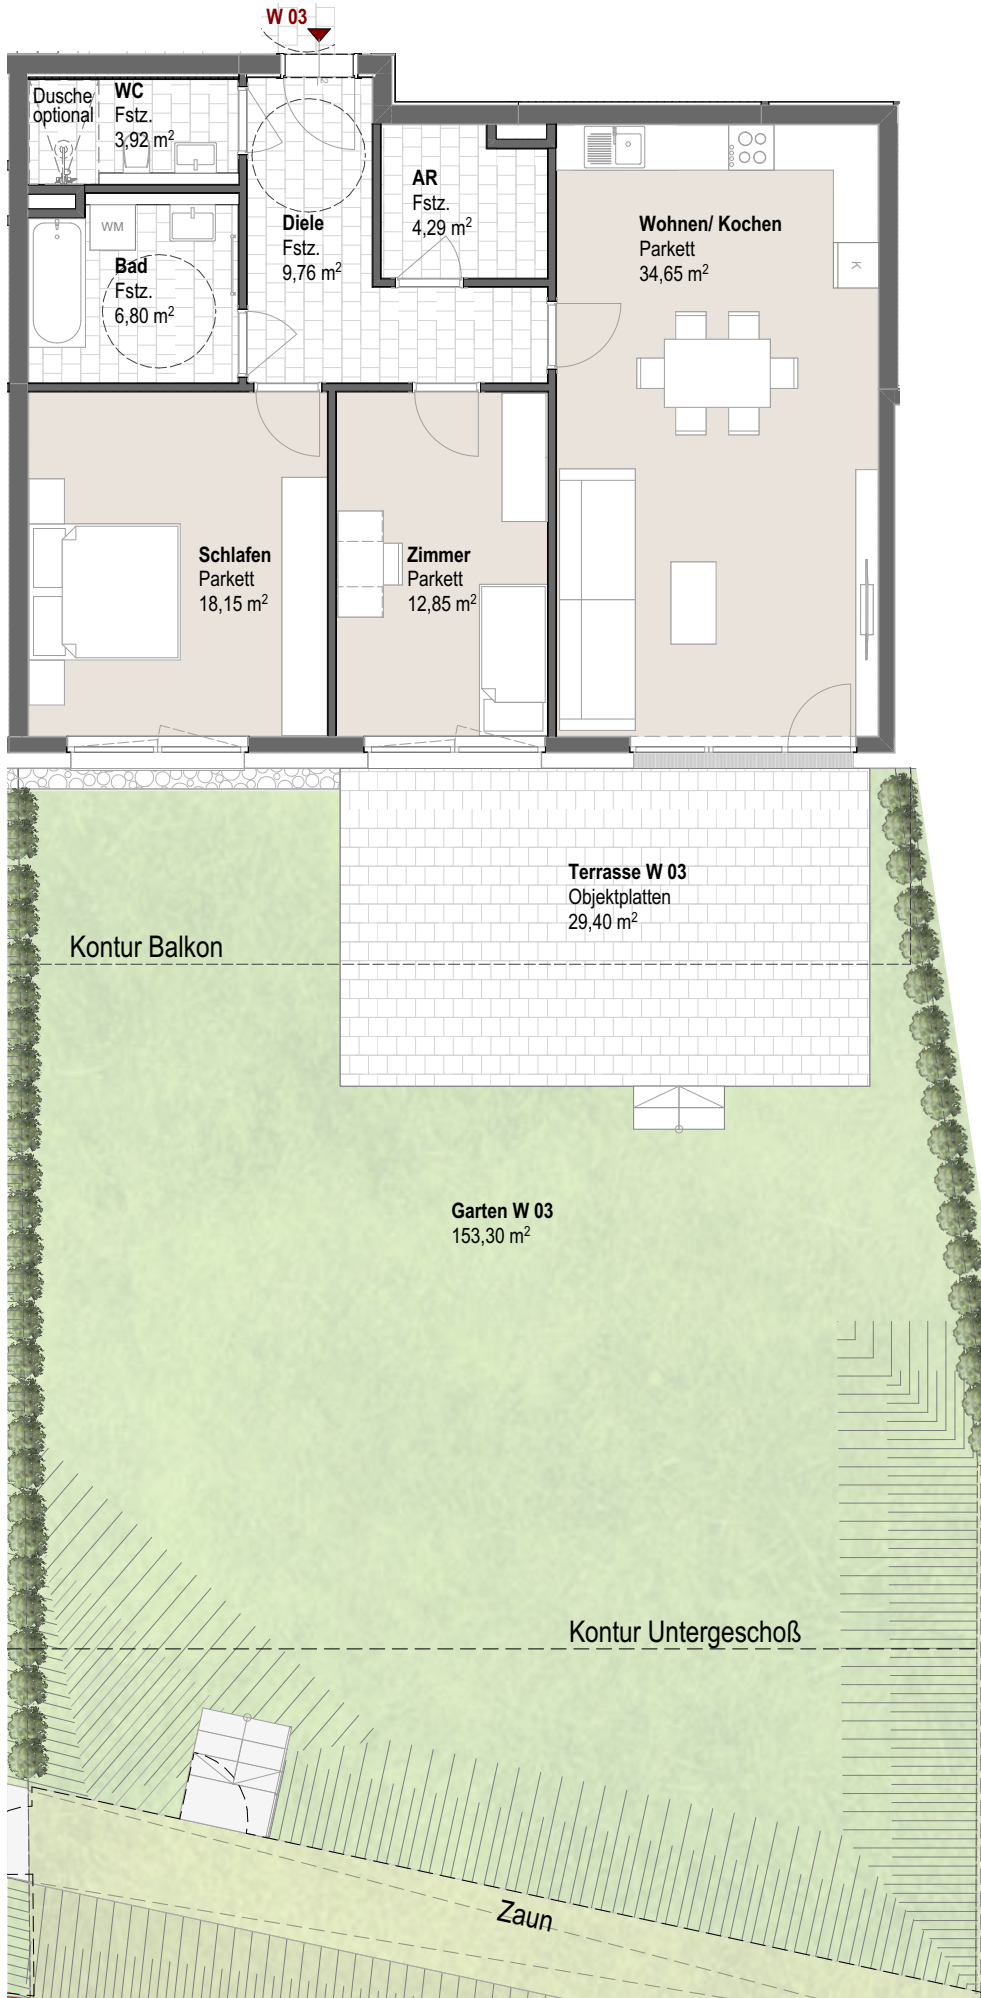 W 03
Dusche
optional
WC
Fstz.
3,92 m²
AR
Fstz.
4,29 m²
Diele
Fstz.
9,76 m²
Wohnen/ Kochen
Parkett
34,65 m²
WM
K
Bad
Fstz.
6,80 m²
Schlafen
Parkett
18,15 m²
Zimmer
Parkett
12,85 m²
Terrasse W 03
Objektplatten
29,40 m²
Kontur Balkon
Garten W 03
153,30 m²
Kontur Untergeschoß
Zaun